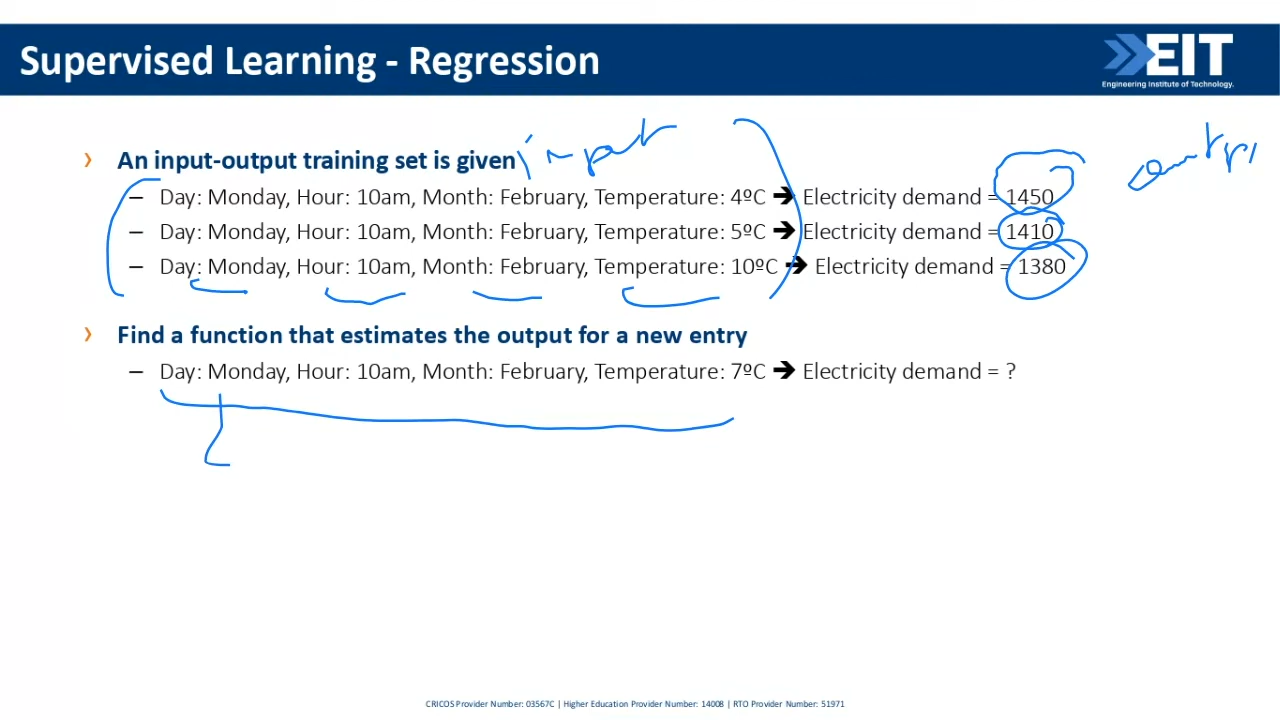 Supervised Learning - Regression
EIT
Engineering Institute of Technology.
› An input-output training set is given
input
– Day: Monday, Hour: 10am, Month: February, Temperature: 4ºC 🡺 Electricity demand = 1450
– Day: Monday, Hour: 10am, Month: February, Temperature: 5ºC 🡺 Electricity demand = 1410
– Day: Monday, Hour: 10am, Month: February, Temperature: 10ºC 🡺 Electricity demand = 1380
› Find a function that estimates the output for a new entry
– Day: Monday, Hour: 10am, Month: February, Temperature: 7ºC 🡺 Electricity demand = ?
CRICOS Provider Number: 03567C | Higher Education Provider Number: 14008 | RTO Provider Number: 51971